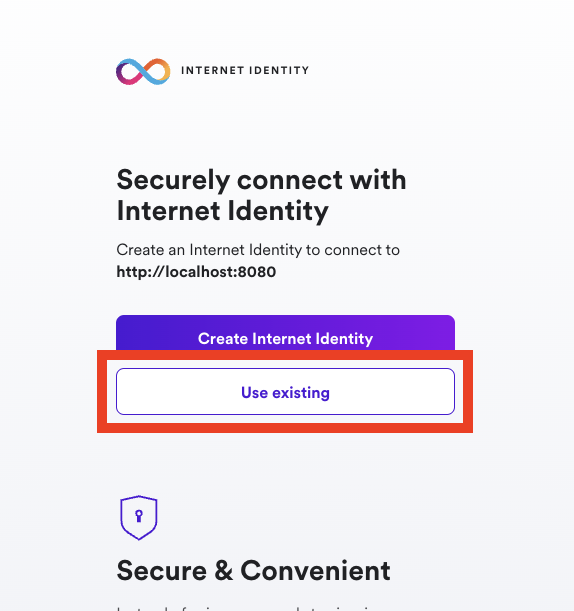 INTERNET IDENTITY
Securely connect with
Internet Identity
Create an Internet Identity to connect to
http://localhost:8080
Create Internet Identity
Use existing
Secure & Convenient